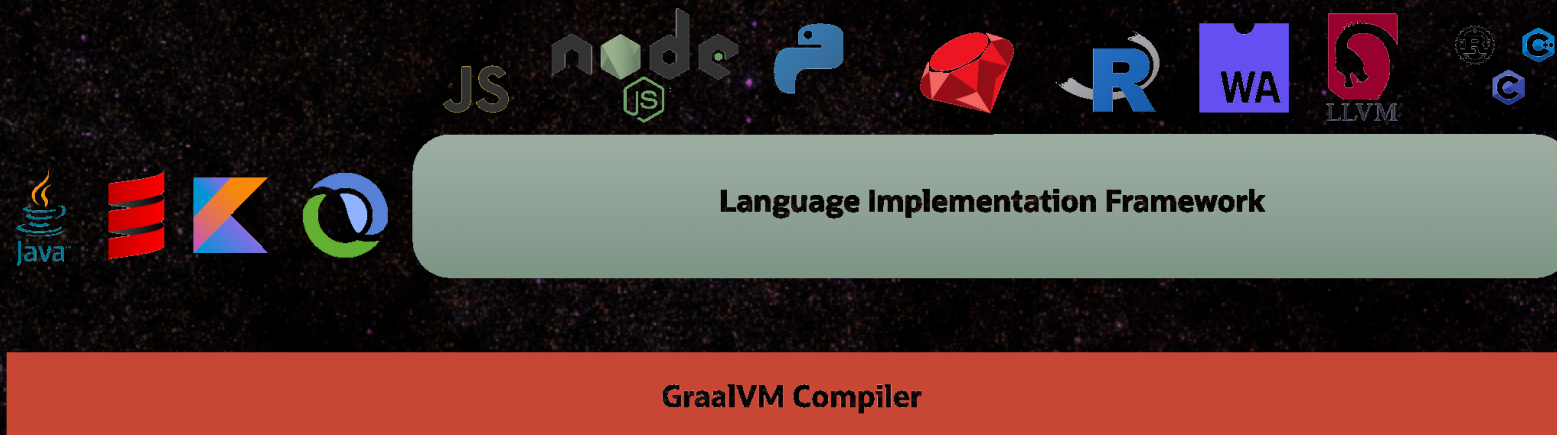 JS
node
JS
R
WA
LLVM
R
C++
C
Language Implementation Framework
Java
GraalVM Compiler